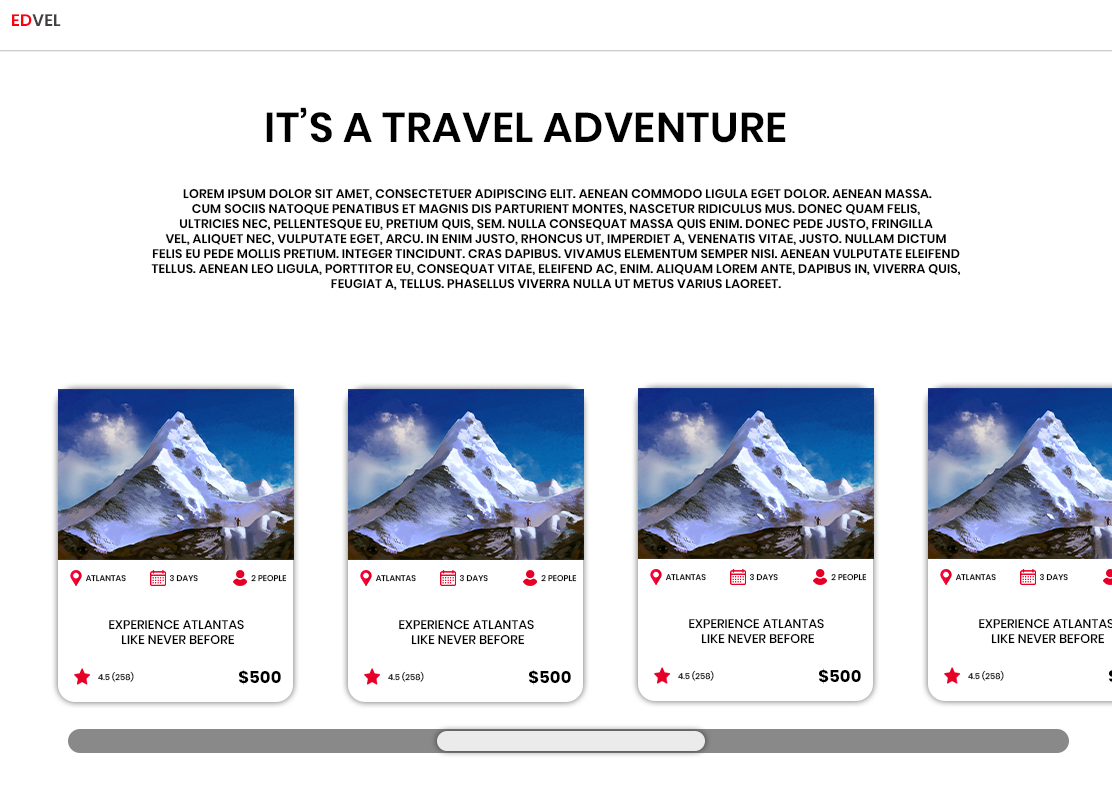 EDVEL
IT'S A TRAVEL ADVENTURE
LOREM IPSUM DOLOR SIT AMET, CONSECTETUER ADIPISCING ELIT. AENEAN COMMODO LIGULA EGET DOLOR. AENEAN MASSA.
CUM SOCIIS NATOQUE PENATIBUS ET MAGNIS DIS PARTURIENT MONTES, NASCETUR RIDICULUS MUS. DONEC QUAM FELIS,
ULTRICIES NEC, PELLENTESQUE EU, PRETIUM QUIS, SEM. NULLA CONSEQUAT MASSA QUIS ENIM. DONEC PEDE JUSTO, FRINGILLA
VEL, ALIQUET NEC, VULPUTATE EGET, ARCU. IN ENIM JUSTO, RHONCUS UT, IMPERDIET A, VENENATIS VITAE, JUSTO. NULLAM DICTUM
FELIS EU PEDE MOLLIS PRETIUM. INTEGER TINCIDUNT. CRAS DAPIBUS. VIVAMUS ELEMENTUM SEMPER NISI. AENEAN VULPUTATE ELEIFEND
TELLUS. AENEAN LEO LIGULA, PORTTITOR EU, CONSEQUAT VITAE, ELEIFEND AC, ENIM. ALIQUAM LOREM ANTE, DAPIBUS IN, VIVERRA QUIS,
FEUGIAT A, TELLUS. PHASELLUS VIVERRA NULLA UT METUS VARIUS LAOREET.
ATLANTAS 3 DAYS 2 PEOPLE
EXPERIENCE ATLANTAS
LIKE NEVER BEFORE
4.5 (258) $500
ATLANTAS 3 DAYS 2 PEOPLE
EXPERIENCE ATLANTAS
LIKE NEVER BEFORE
4.5 (258) $500
ATLANTAS 3 DAYS 2 PEOPLE
EXPERIENCE ATLANTAS
LIKE NEVER BEFORE
4.5 (258) $500
ATLANTAS 3 DAYS
EXPERIENCE ATLANTAS
LIKE NEVER BEFORE
4.5 (258)